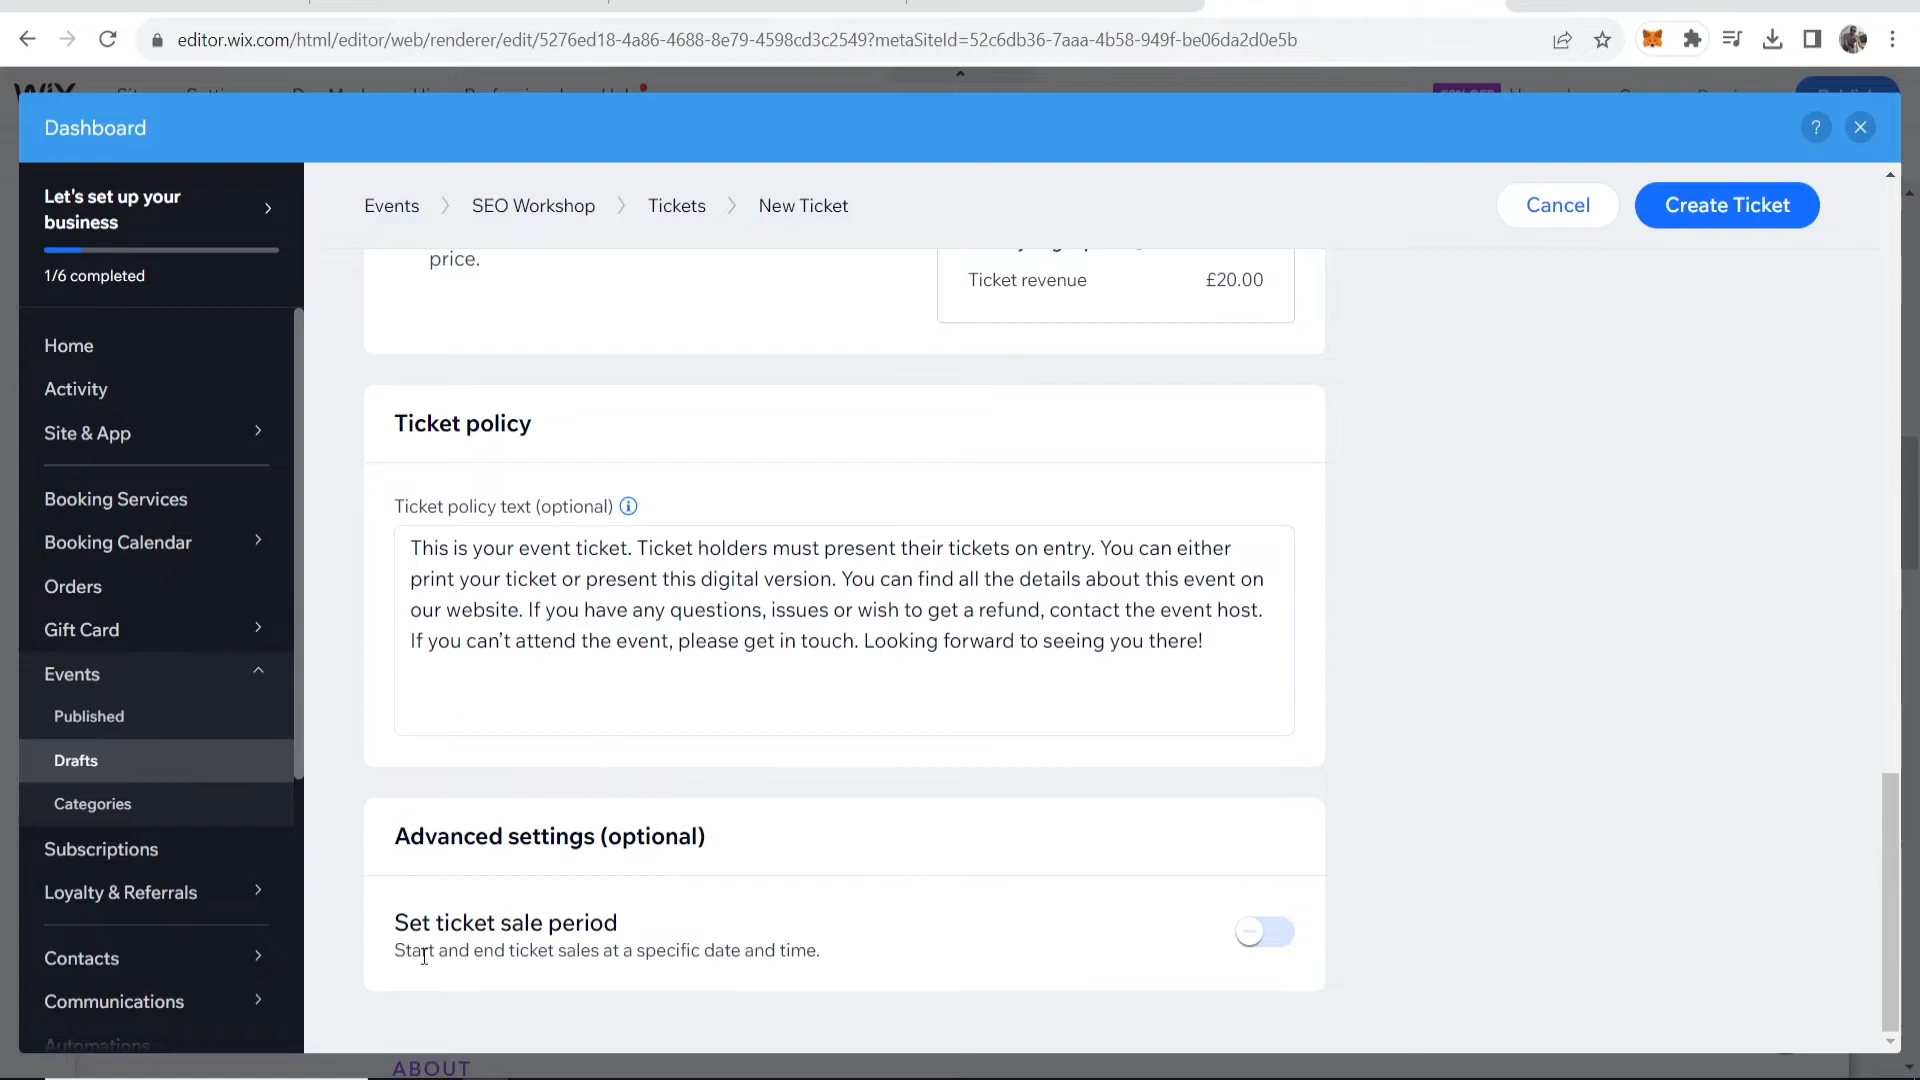 editor.wix.com/html/editor/web/renderer/edit/5276ed18-4a86-4688-8e79-4598cd3c2549?metaSiteId=52c6db36-7aaa-4b58-949f-be06da2d0e5b
Dashboard
?
Let's set up your
business
1/6 completed
Home
Activity
Site & App
Booking Services
Booking Calendar
Orders
Gift Card
Events
Published
Drafts
Categories
Subscriptions
Loyalty & Referrals
Contacts
Communications
Automations
Events
SEO Workshop
Tickets
New Ticket
Cancel
Create Ticket
price.
Ticket revenue
£20.00
Ticket policy
Ticket policy text (optional)
This is your event ticket. Ticket holders must present their tickets on entry. You can either
print your ticket or present this digital version. You can find all the details about this event on
our website. If you have any questions, issues or wish to get a refund, contact the event host.
If you can't attend the event, please get in touch. Looking forward to seeing you there!
Advanced settings (optional)
Set ticket sale period
Start and end ticket sales at a specific date and time.
ABOUT